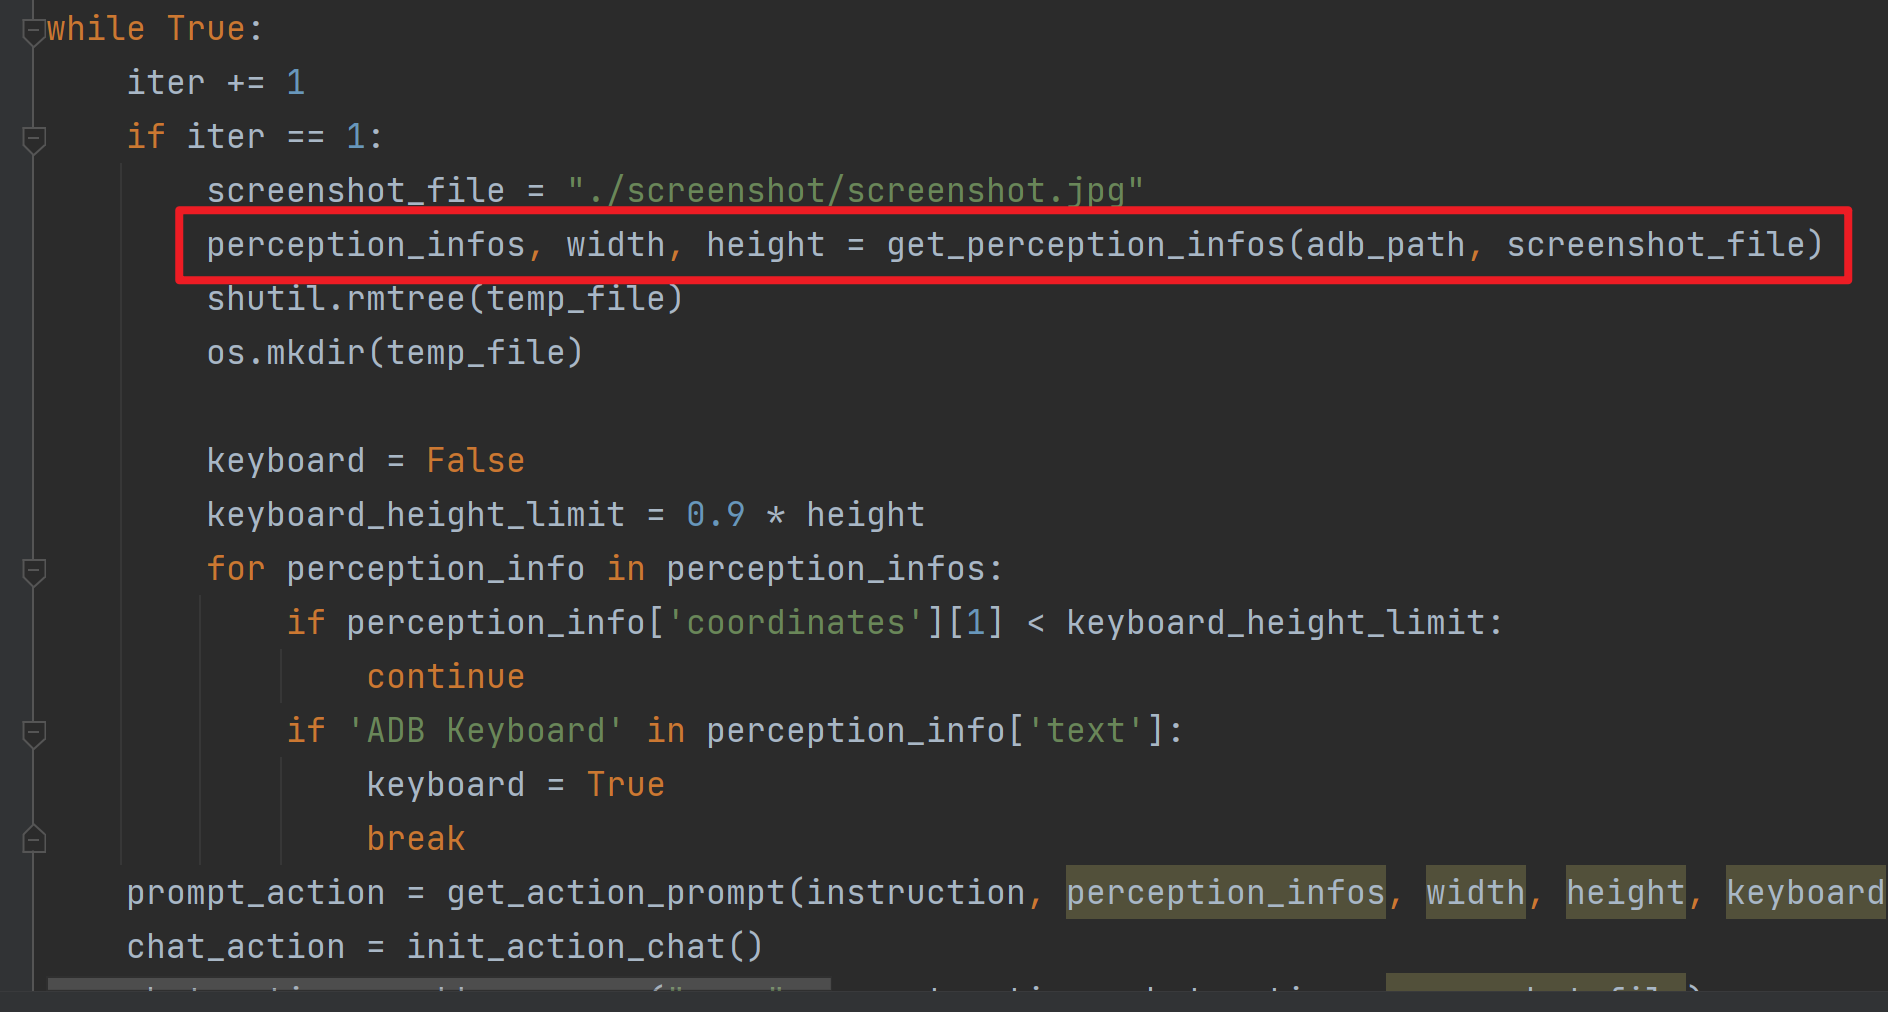 while True:
    iter += 1
    if iter == 1:
        screenshot_file = "./screenshot/screenshot.jpg"
        perception_infos, width, height = get_perception_infos(adb_path, screenshot_file)
        shutil.rmtree(temp_file)
        os.mkdir(temp_file)
        keyboard = False
        keyboard_height_limit = 0.9 * height
        for perception_info in perception_infos:
            if perception_info['coordinates'][1] < keyboard_height_limit:
                continue
            if 'ADB Keyboard' in perception_info['text']:
                keyboard = True
                break
    prompt_action = get_action_prompt(instruction, perception_infos, width, height, keyboard
    chat_action = init_action_chat()